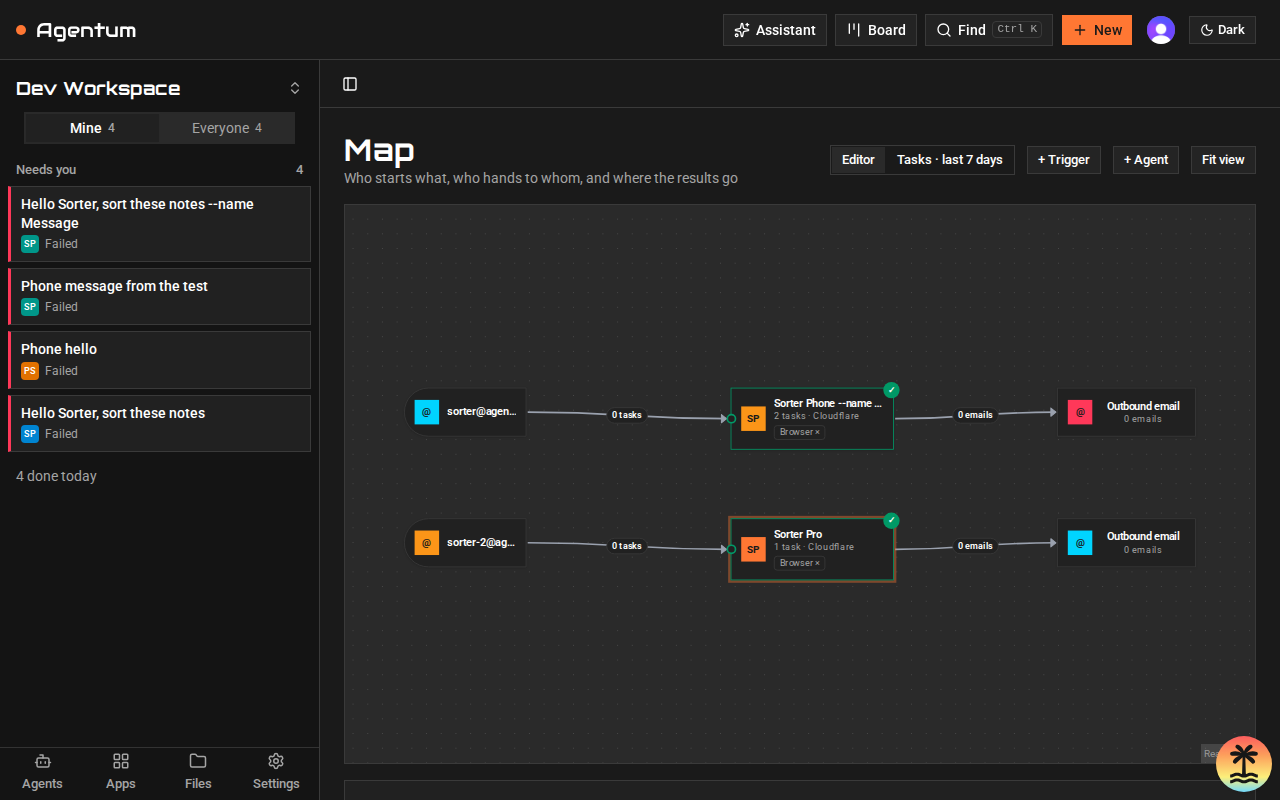 Agentum
Assistant
Board
Find
Ctrl K
New
Dark
Dev Workspace
Mine 4
Everyone 4
Needs you
4
Hello Sorter, sort these notes --name
Message
SP Failed
Phone message from the test
SP Failed
Phone hello
PS Failed
Hello Sorter, sort these notes
SP Failed
4 done today
Agents
Apps
Files
Settings
Map
Who starts what, who hands to whom, and where the results go
Editor
Tasks · last 7 days
+ Trigger
+ Agent
Fit view
@ sorter@agen...
0 tasks
SP
Sorter Phone --name ...
2 tasks · Cloudflare
Browser ×
0 emails
@
Outbound email
0 emails
@ sorter-2@ag...
0 tasks
SP
Sorter Pro
1 task · Cloudflare
Browser ×
0 emails
@
Outbound email
0 emails